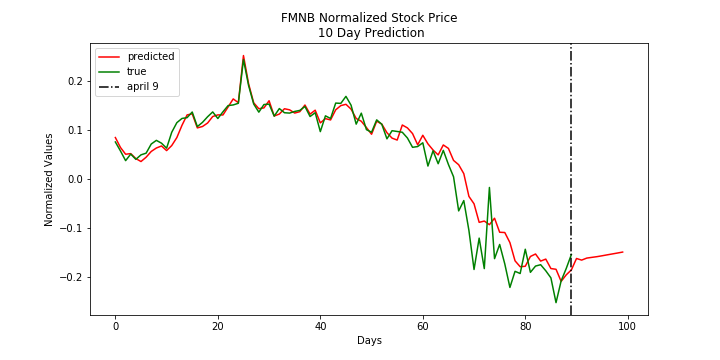 FMNB Normalized Stock Price
10 Day Prediction
predicted
true
april 9
Normalized Values
0.2
0.1
0.0
−0.1
−0.2
0 20 40 60 80 100
Days